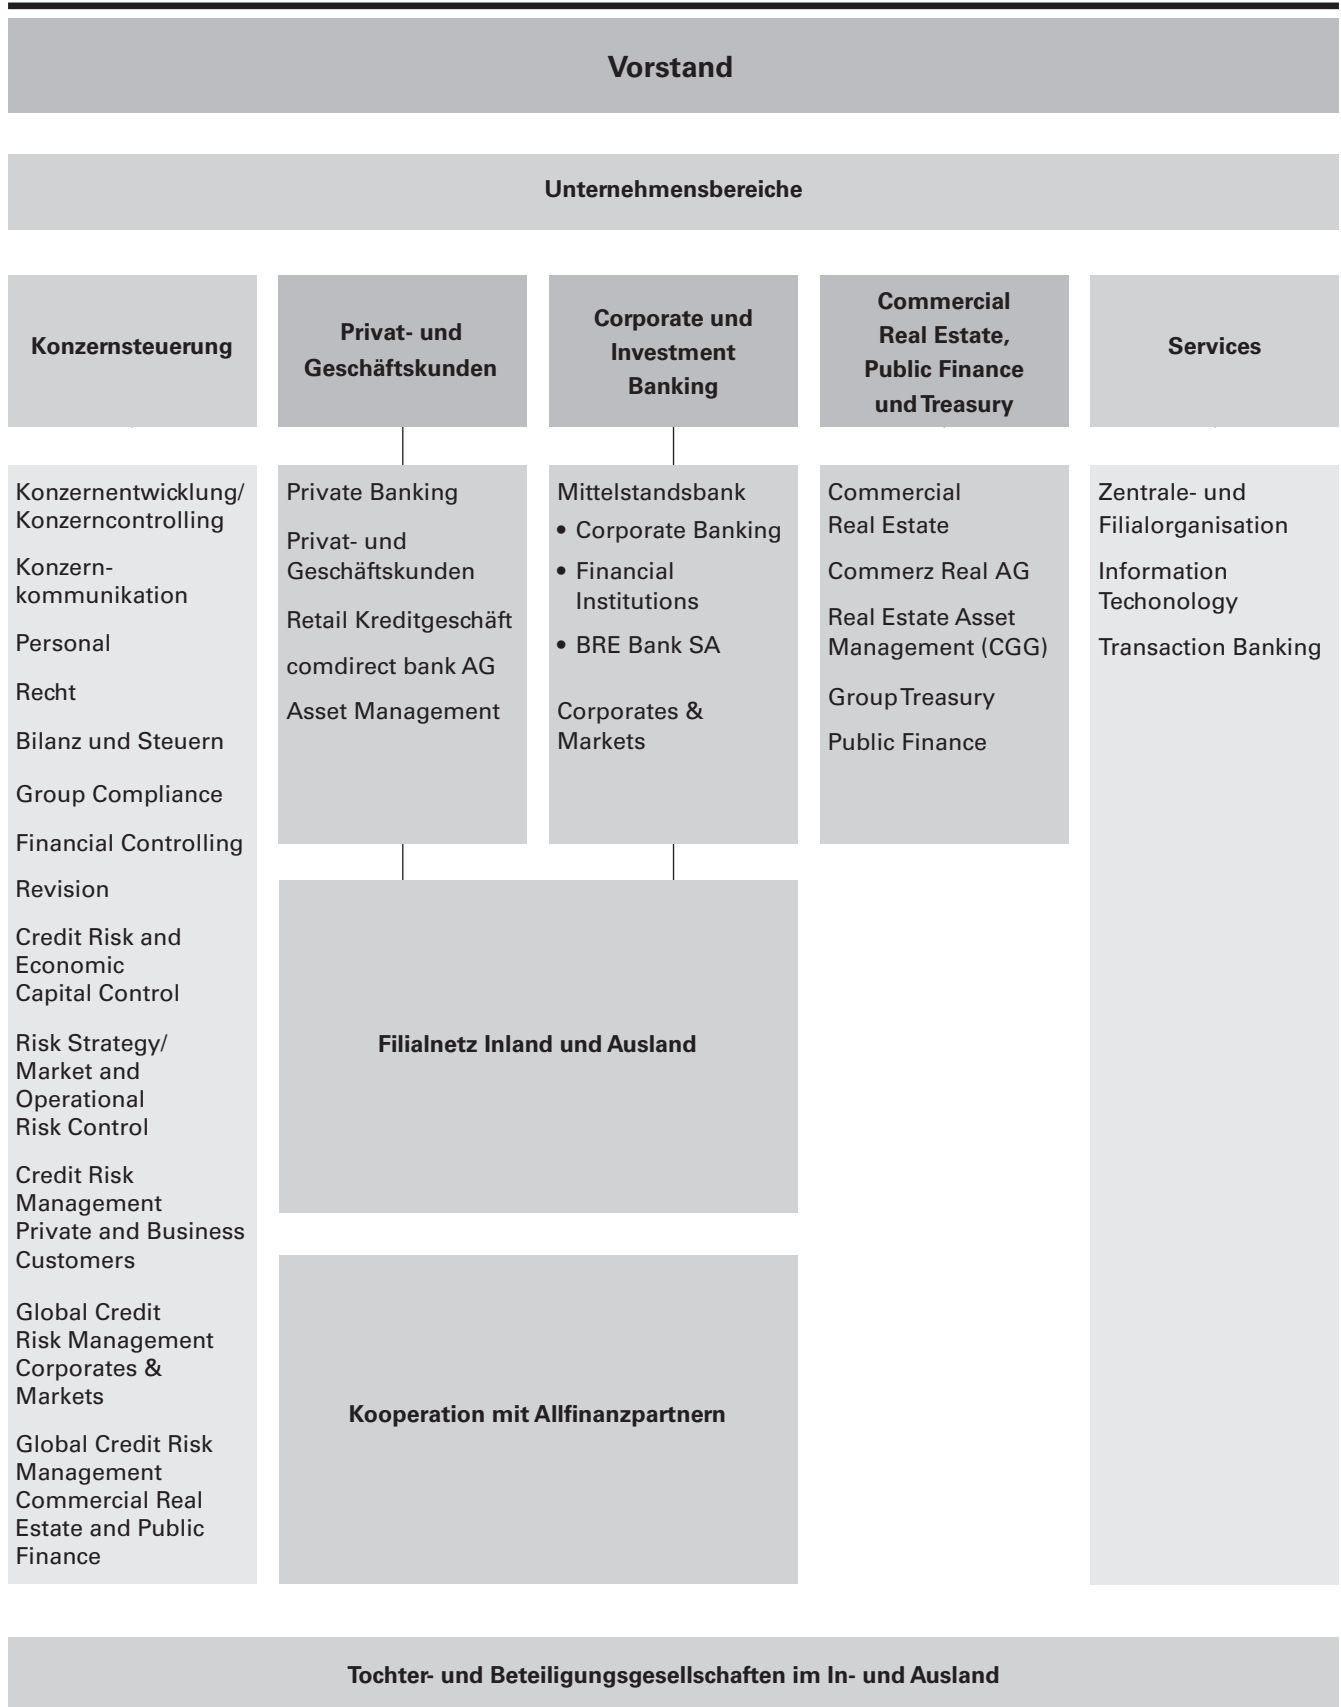 Vorstand
Unternehmensbereiche
Konzernsteuerung
Privat- und
Geschäftskunden
Corporate und
Investment
Banking
Commercial
Real Estate,
Public Finance
und Treasury
Services
Konzernentwicklung/
Konzerncontrolling
Konzern-
kommunikation
Personal
Recht
Bilanz und Steuern
Group Compliance
Financial Controlling
Revision
Credit Risk and
Economic
Capital Control
Risk Strategy/
Market and
Operational
Risk Control
Credit Risk
Management
Private and Business
Customers
Global Credit
Risk Management
Corporates &
Markets
Global Credit Risk
Management
Commercial Real
Estate and Public
Finance
Private Banking
Privat- und
Geschäftskunden
Retail Kreditgeschäft
comdirect bank AG
Asset Management
Mittelstandsbank
• Corporate Banking
• Financial
Institutions
• BRE Bank SA
Corporates &
Markets
Commercial
Real Estate
Commerz Real AG
Real Estate Asset
Management (CGG)
Group Treasury
Public Finance
Zentrale- und
Filialorganisation
Information
Techonology
Transaction Banking
Filialnetz Inland und Ausland
Kooperation mit Allfinanzpartnern
Tochter- und Beteiligungsgesellschaften im In- und Ausland